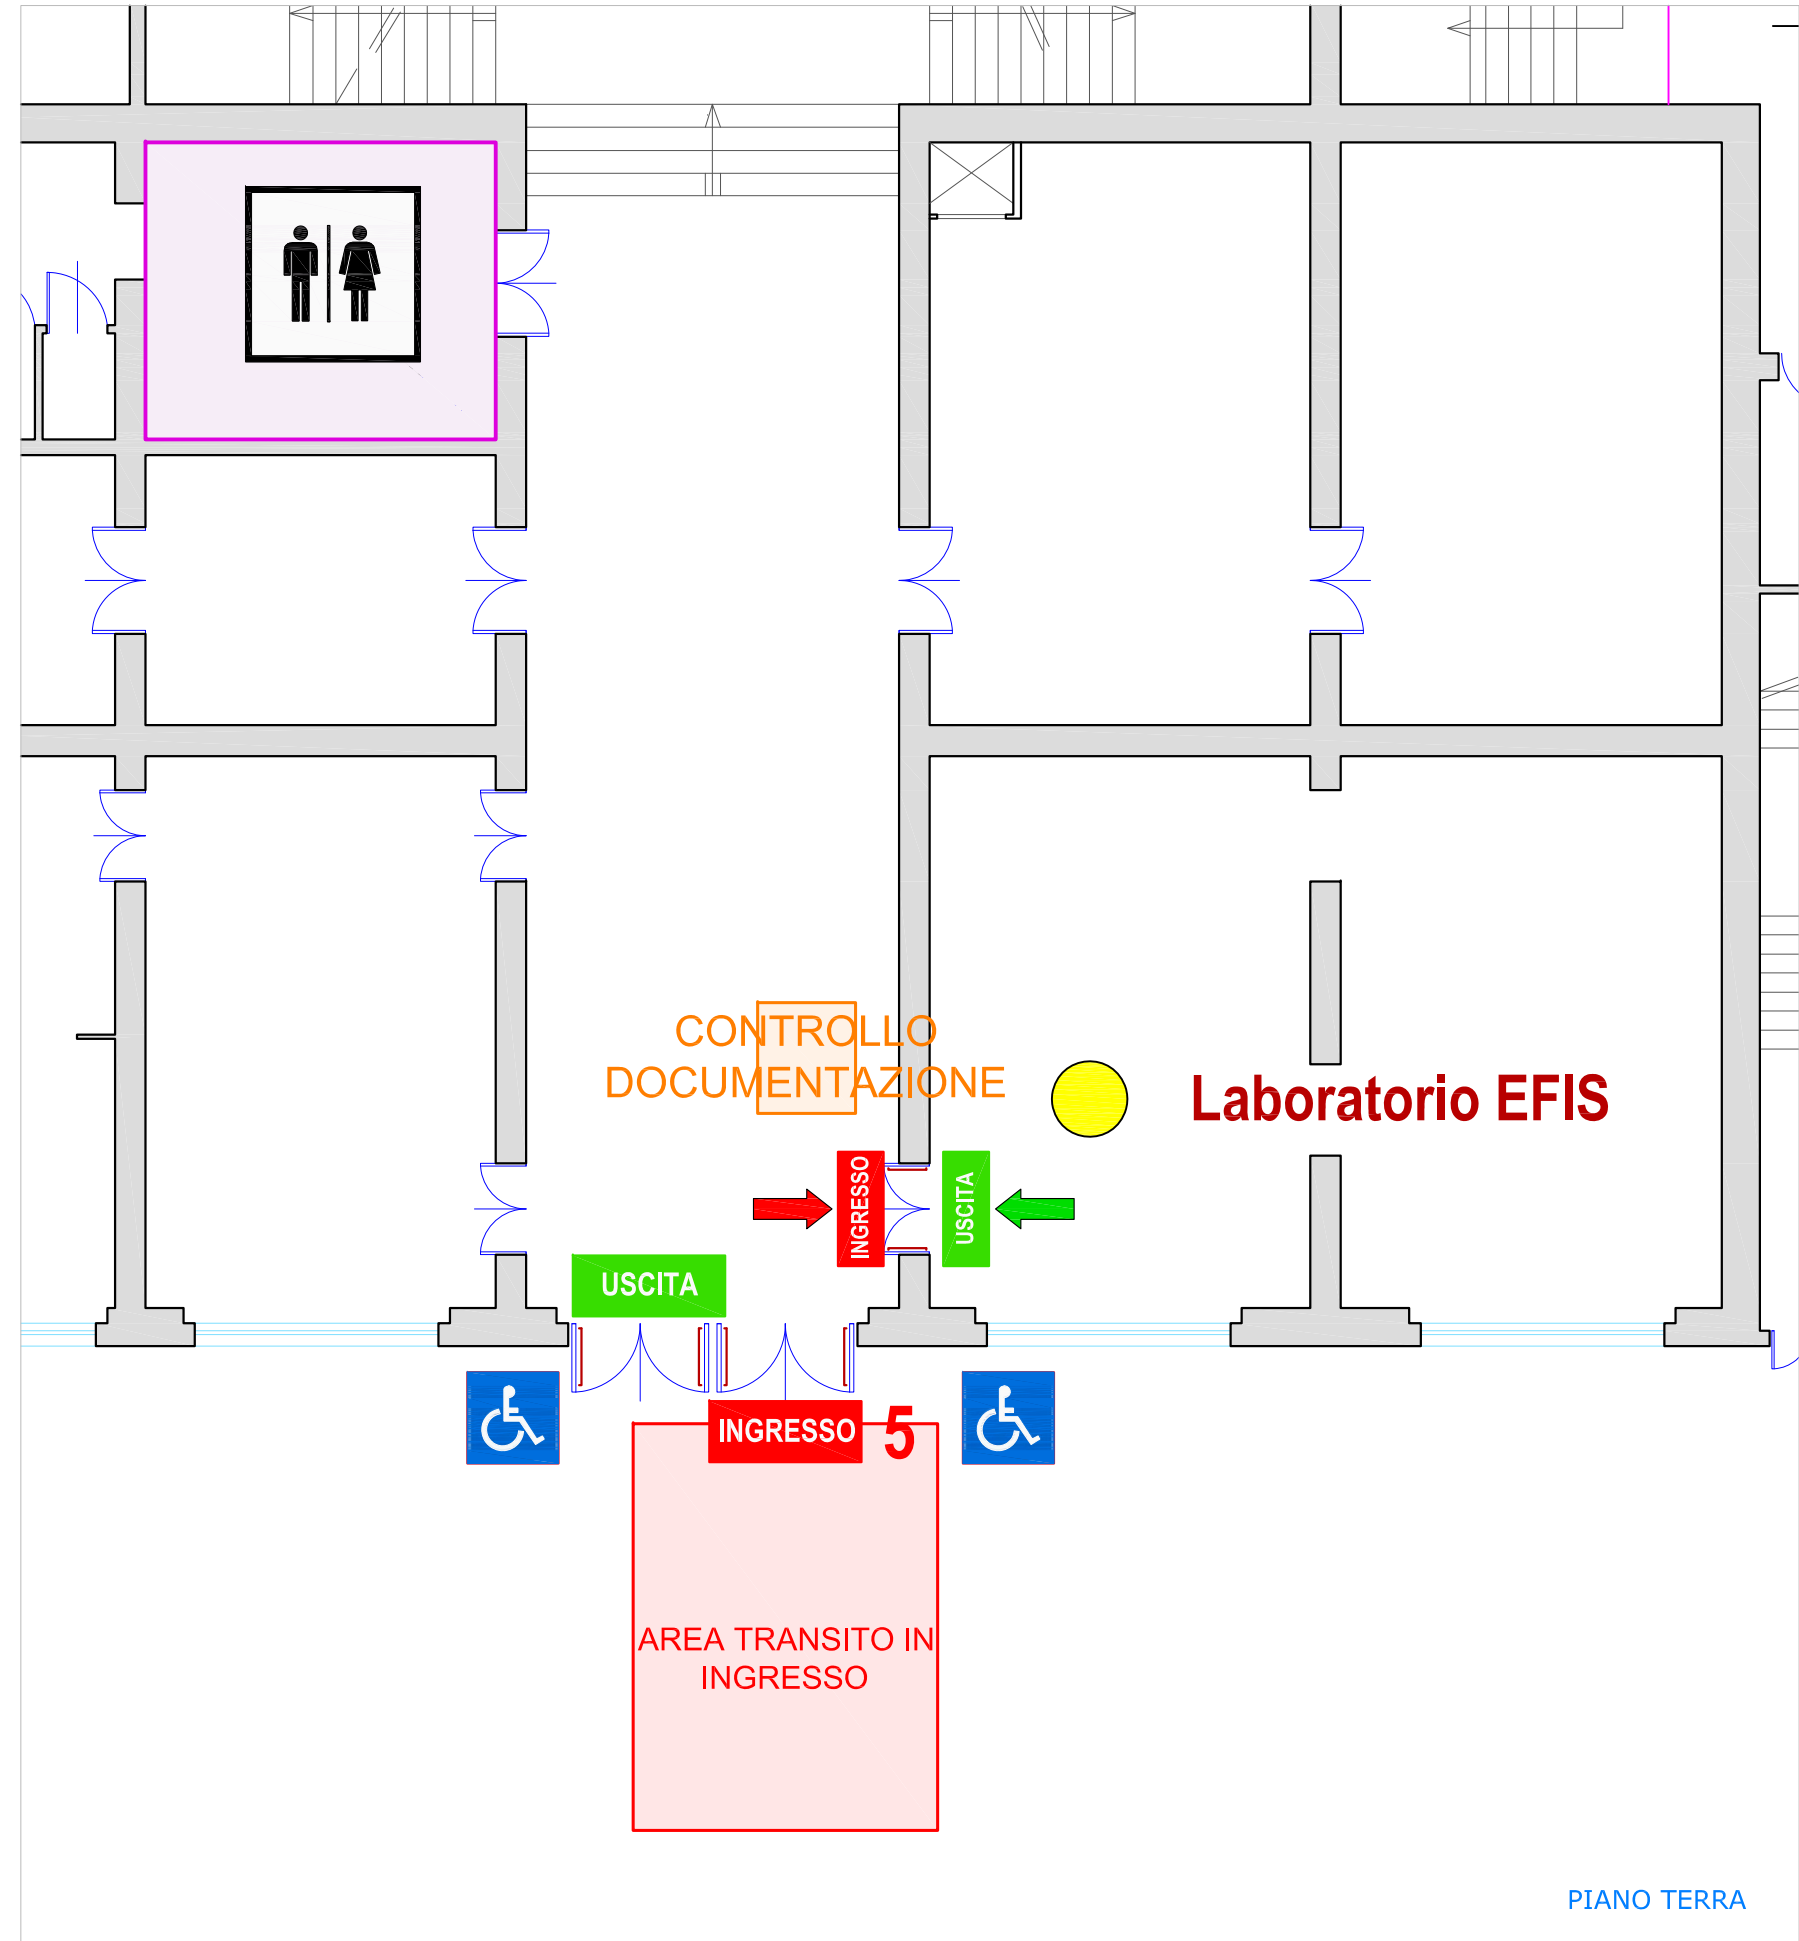 CONTROLLO
DOCUMENTAZIONE
Laboratorio EFIS
INGRESSO
USCITA
USCITA
INGRESSO 5
AREA TRANSITO IN
INGRESSO
PIANO TERRA